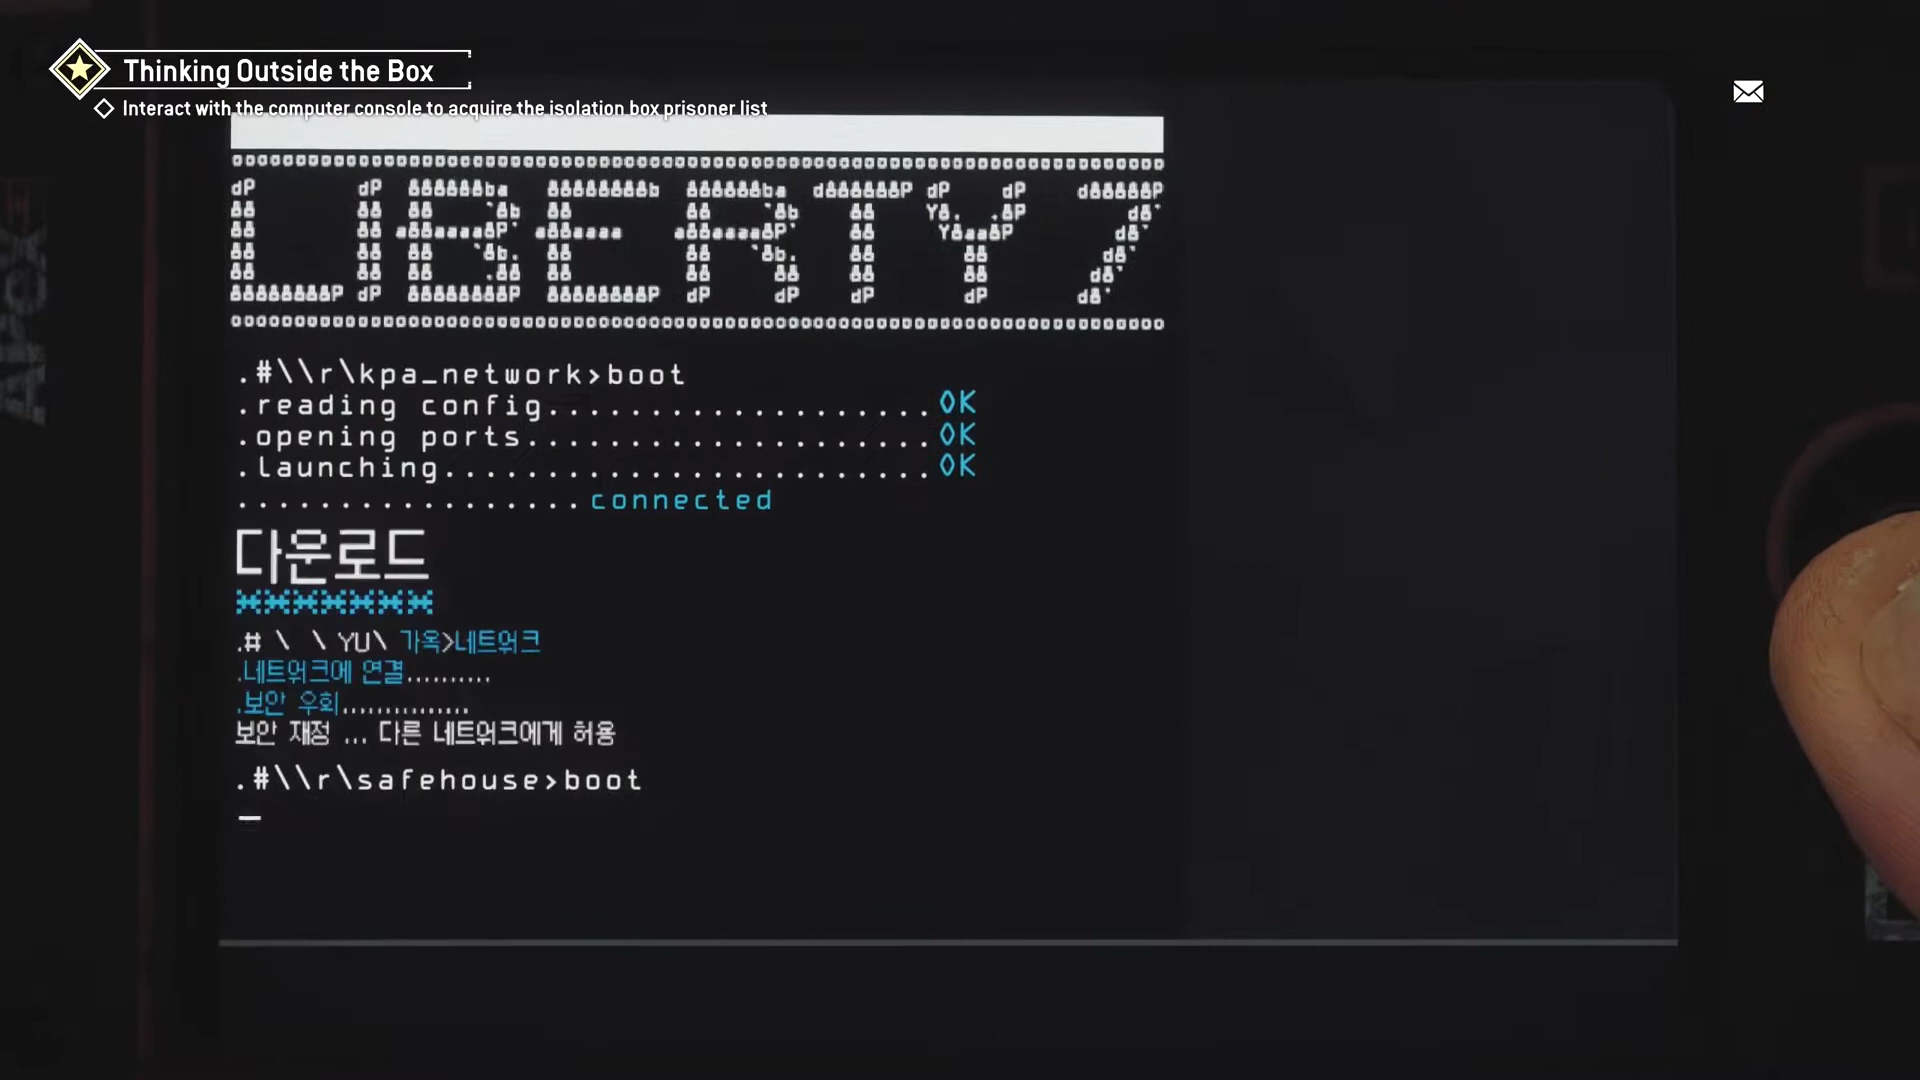 Thinking Outside the Box
Interact with the computer console to acquire the isolation box prisoner list
LIBERTY 7
.#\\r\kpa_network>boot
.reading config.......................OK
.opening ports........................OK
.launching............................OK
.................connected
다운로드
.# \ \ YU\ 가옥>네트워크
.네트워크에 연결..........
.보안 우회...............
보안 재정 ... 다른 네트워크에게 허용
.#\\r\safehouse>boot
_
APEX